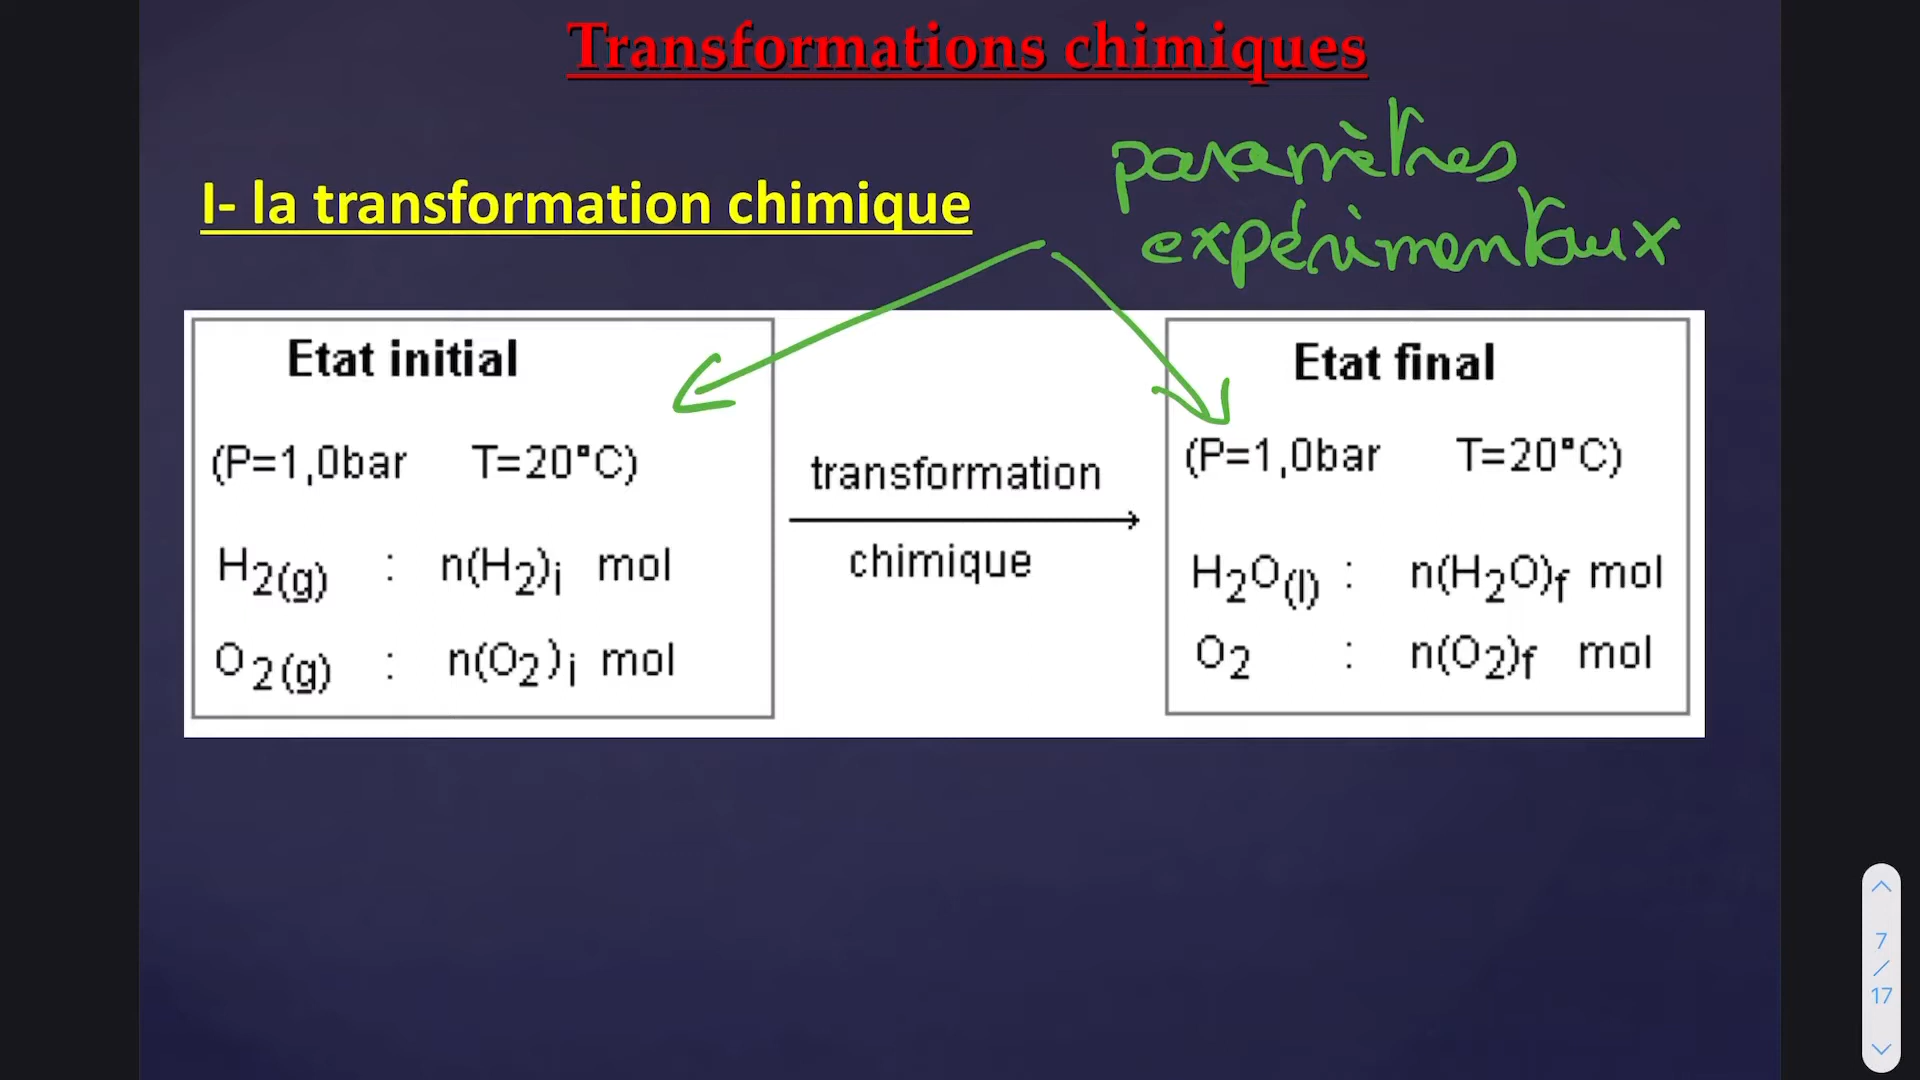 Transformations chimiques
paramètres
expérimentaux
I- la transformation chimique
Etat initial
(P=1,0bar T=20°C)
H2(g) : n(H2)i mol
O2(g) : n(O2)i mol
transformation
chimique
Etat final
(P=1,0bar T=20°C)
H2O(l) : n(H2O)f mol
O2 : n(O2)f mol
7
/
17